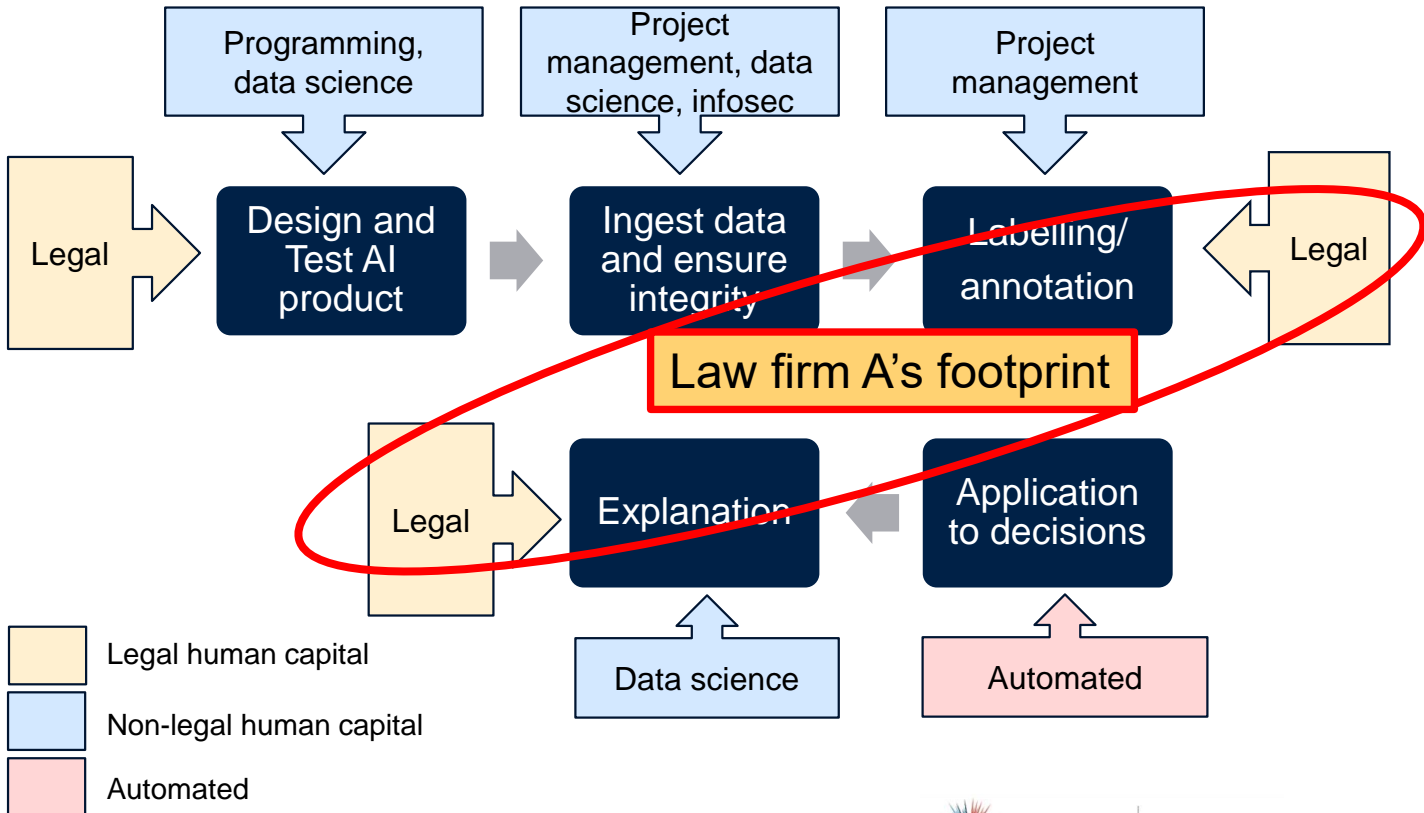 Programming,
data science
Project
management, data
science, infosec
Project
management
Legal
Design and
Test AI
product
Ingest data
and ensure
integrity
Labelling/
annotation
Legal
Law firm A's footprint
Legal
Explanation
Application
to decisions
Data science
Automated
Legal human capital
Non-legal human capital
Automated